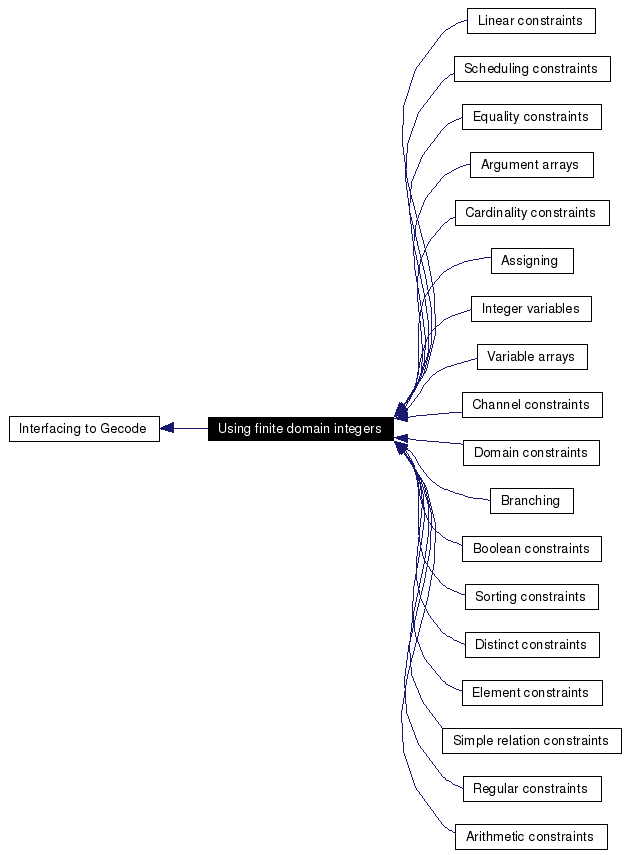 Linear constraints
Scheduling constraints
Equality constraints
Argument arrays
Cardinality constraints
Assigning
Integer variables
Variable arrays
Channel constraints
Interfacing to Gecode
Using finite domain integers
Domain constraints
Branching
Boolean constraints
Sorting constraints
Distinct constraints
Element constraints
Simple relation constraints
Regular constraints
Arithmetic constraints